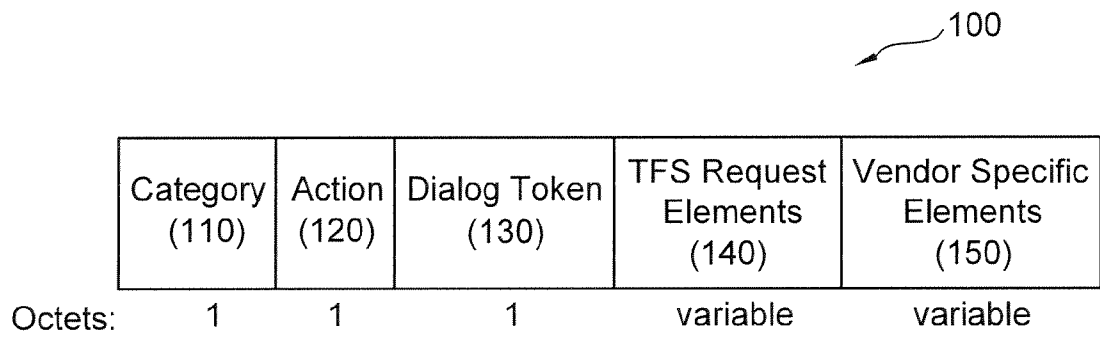 100
Category (110)
Action (120)
Dialog Token (130)
TFS Request Elements (140)
Vendor Specific Elements (150)
Octets: 1 1 1 variable variable